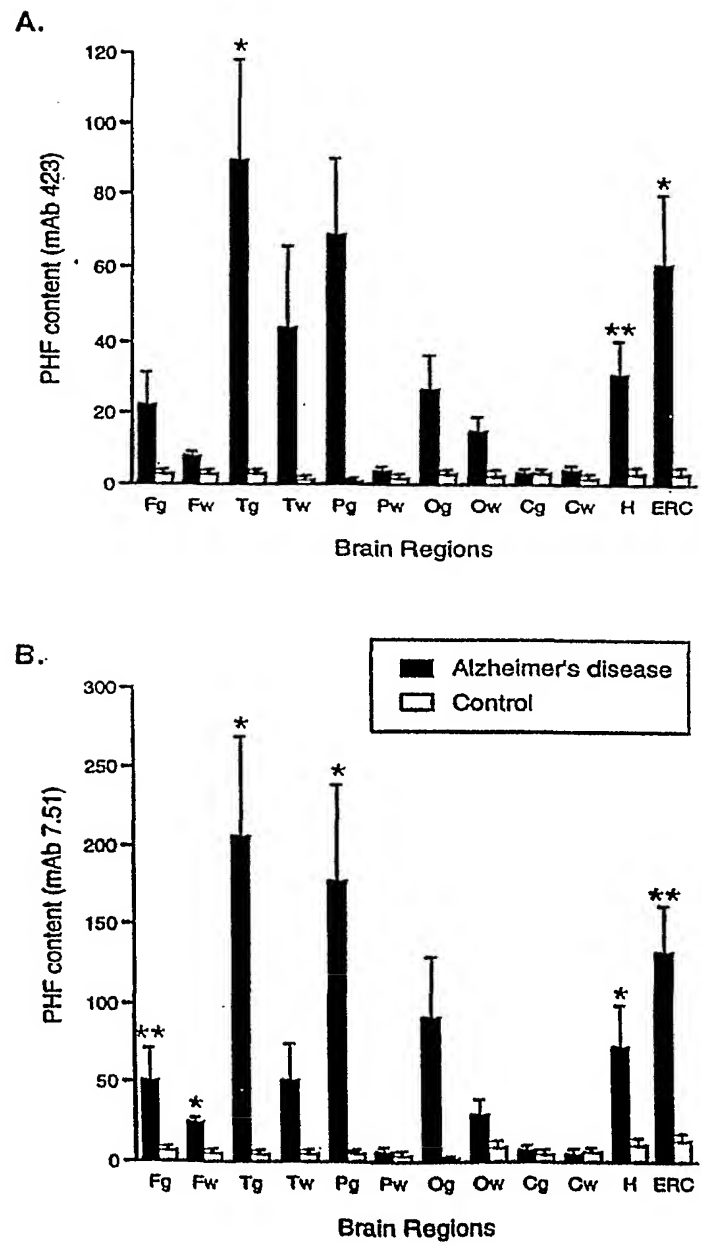 A.
PHF content (mAb 423)
120
100
80
60
40
20
0
*
*
**
Fg Fw Tg Tw Pg Pw Og Ow Cg Cw H ERC
Brain Regions
B.
Alzheimer's disease
Control
PHF content (mAb 7.51)
300
250
200
150
100
50
0
**
*
*
*
*
**
Fg Fw Tg Tw Pg Pw Og Ow Cg Cw H ERC
Brain Regions